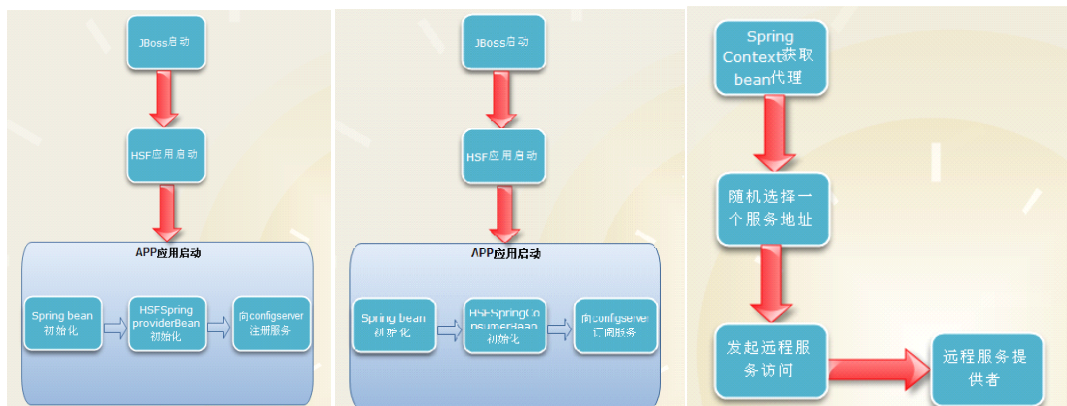 JBoss启动
HSF应用启动
APP应用启动
Spring bean
初始化
HSFSpring
providerBean
初始化
向configserver
注册服务
JBoss启动
HSF应用启动
APP应用启动
Spring bean
初始化
HSFSpringCo
nsumerBean
初始化
向configserver
订阅服务
Spring
Context获取
bean代理
随机选择一
个服务地址
发起远程服
务访问
远程服务提
供者